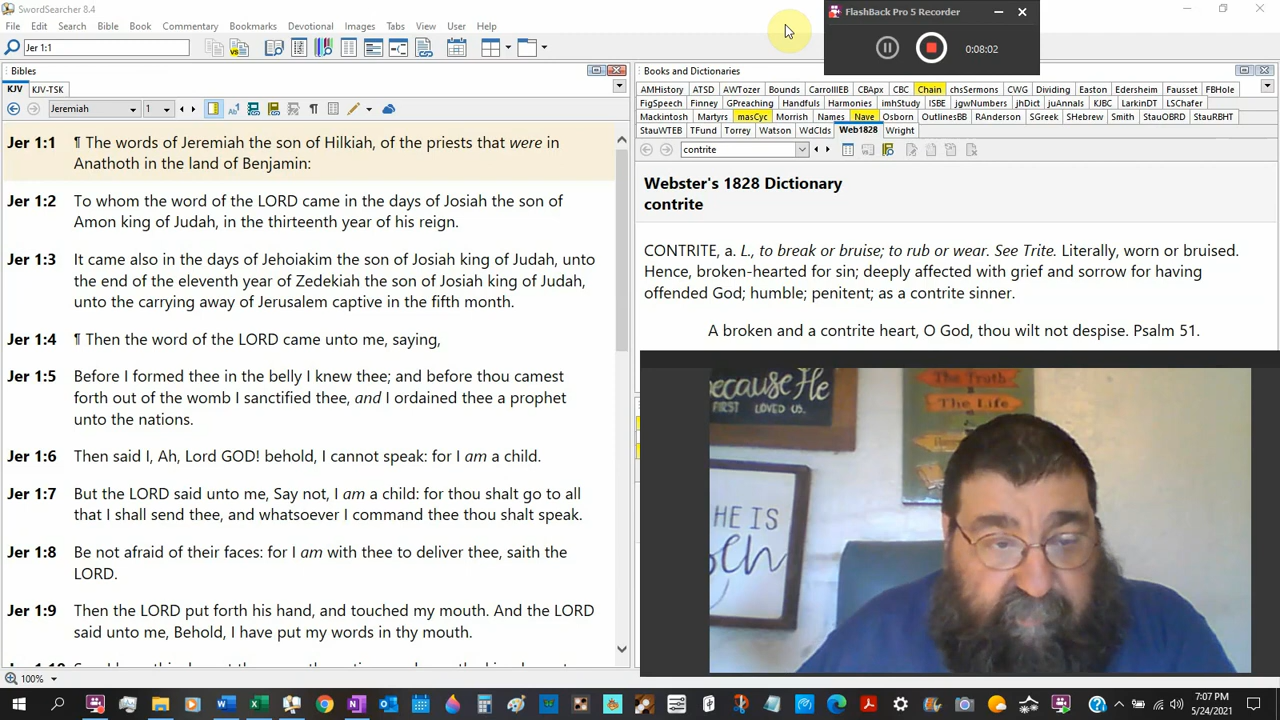 SwordSearcher 8.4
File Edit Search Bible Book Commentary Bookmarks Devotional Images Tabs View User Help
Jer 1:1
FlashBack Pro 5 Recorder
0:08:02
Bibles
KJV KJV-TSK
Jeremiah 1
Jer 1:1 ¶ The words of Jeremiah the son of Hilkiah, of the priests that were in
Anathoth in the land of Benjamin:
Jer 1:2 To whom the word of the LORD came in the days of Josiah the son of
Amon king of Judah, in the thirteenth year of his reign.
Jer 1:3 It came also in the days of Jehoiakim the son of Josiah king of Judah, unto
the end of the eleventh year of Zedekiah the son of Josiah king of Judah,
unto the carrying away of Jerusalem captive in the fifth month.
Jer 1:4 ¶ Then the word of the LORD came unto me, saying,
Jer 1:5 Before I formed thee in the belly I knew thee; and before thou camest
forth out of the womb I sanctified thee, and I ordained thee a prophet
unto the nations.
Jer 1:6 Then said I, Ah, Lord GOD! behold, I cannot speak: for I am a child.
Jer 1:7 But the LORD said unto me, Say not, I am a child: for thou shalt go to all
that I shall send thee, and whatsoever I command thee thou shalt speak.
Jer 1:8 Be not afraid of their faces: for I am with thee to deliver thee, saith the
LORD.
Jer 1:9 Then the LORD put forth his hand, and touched my mouth. And the LORD
said unto me, Behold, I have put my words in thy mouth.
100%
Books and Dictionaries
AMHistory ATSD AWTozer Bounds CarrollIEB CBApx CBC Chain chsSermons CWG Dividing Easton Edersheim Fausset FBHole
FigSpeech Finney GPreaching Handfuls Harmonies imhStudy ISBE jgwNumbers jhDict juAnnals KJBC LarkinDT LSChafer
Mackintosh Martyrs masCyc Morrish Names Nave Osborn OutlinesBB RAnderson SGreek SHebrew Smith StauOBRD StauRBHT
StauWTEB TFund Torrey Watson WdClds Web1828 Wright
contrite
Webster's 1828 Dictionary
contrite
CONTRITE, a. L., to break or bruise; to rub or wear. See Trite. Literally, worn or bruised.
Hence, broken-hearted for sin; deeply affected with grief and sorrow for having
offended God; humble; penitent; as a contrite sinner.
A broken and a contrite heart, O God, thou wilt not despise. Psalm 51.
ecause He
FIRST LOVED US.
The Truth
The Life
HE IS
7:07 PM
5/24/2021